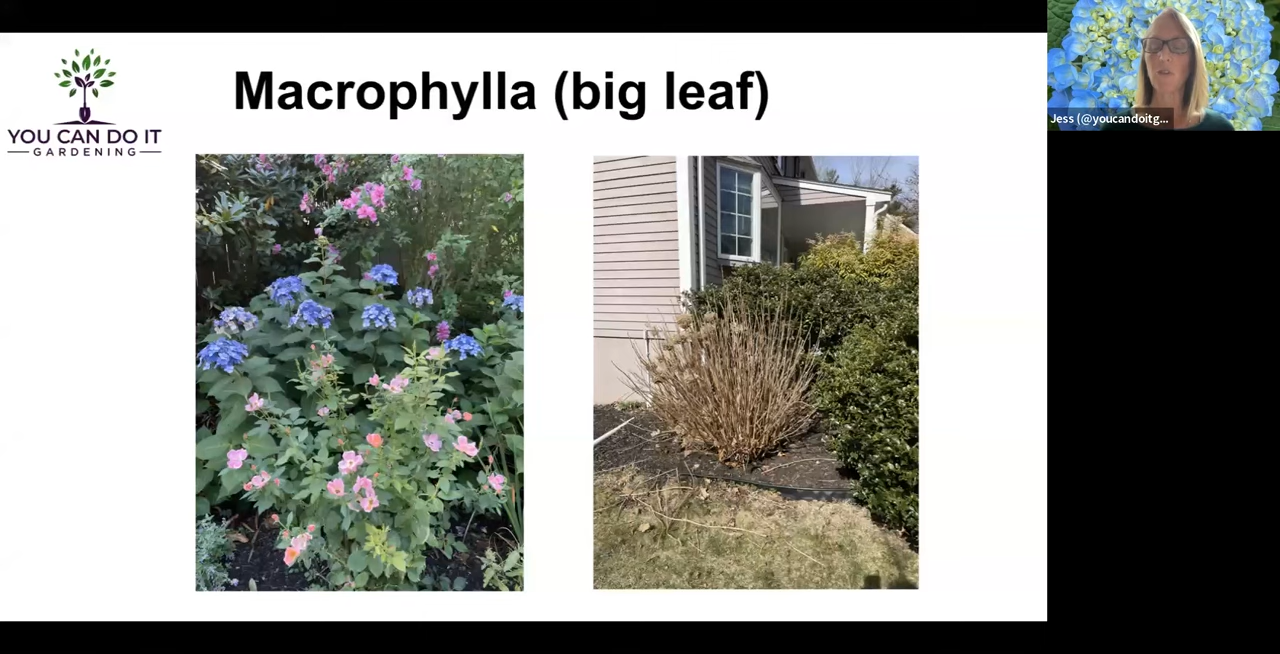 Macrophylla (big leaf)
YOU CAN DO IT
GARDENING
Jess (@youcandoitg...